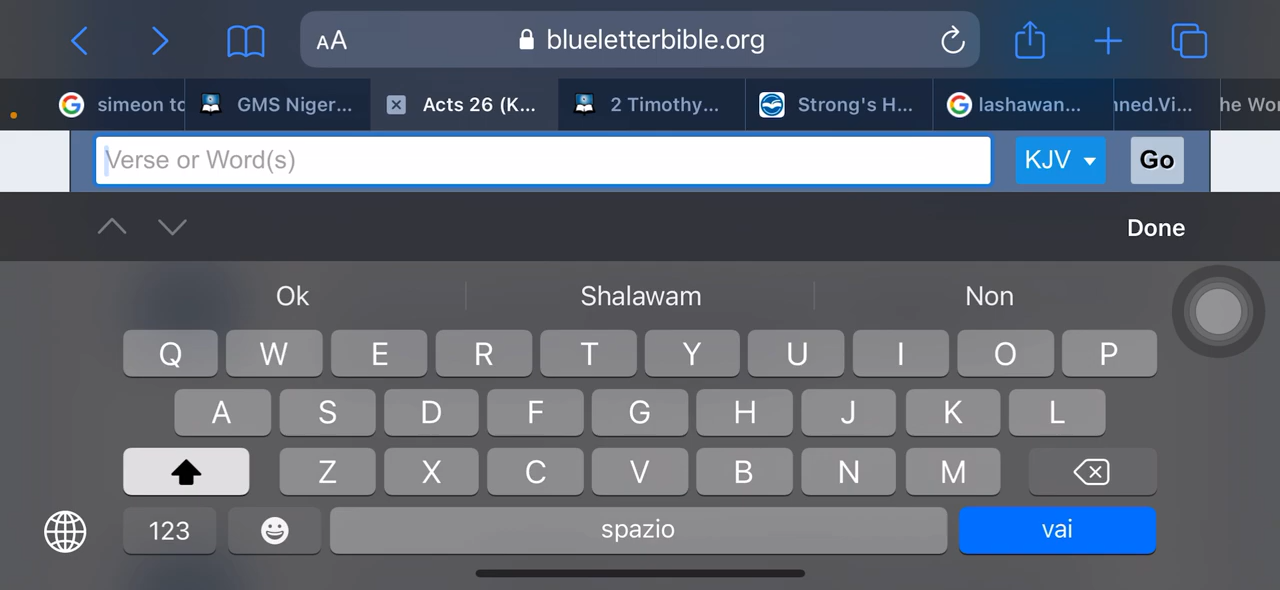 AA blueletterbible.org
simeon to GMS Niger... Acts 26 (K... 2 Timothy... Strong's H... lashawan... nned.Vi... he Wor
Verse or Word(s) KJV Go
Done
Ok Shalawam Non
Q W E R T Y U I O P
A S D F G H J K L
Z X C V B N M
123 spazio vai